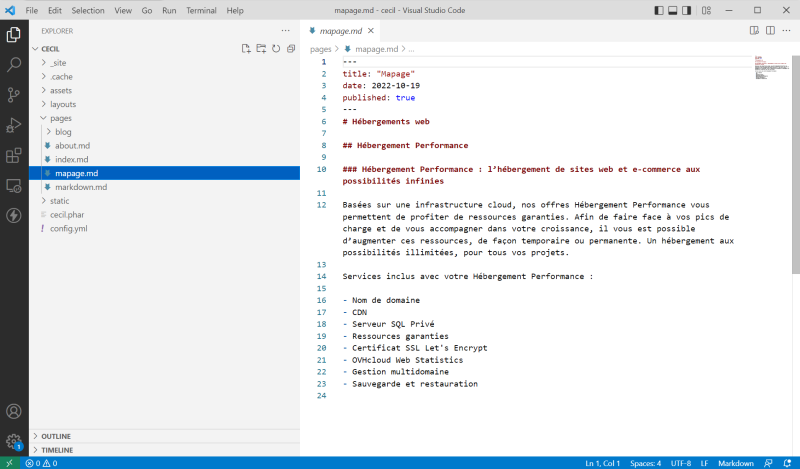 File Edit Selection View Go Run Terminal Help
mapage.md - cecil - Visual Studio Code
EXPLORER
CECIL
_site
.cache
assets
layouts
pages
blog
about.md
index.md
mapage.md
markdown.md
static
cecil.phar
config.yml
OUTLINE
TIMELINE
mapage.md
pages > mapage.md > ...
1 ---
2 title: "Mapage"
3 date: 2022-10-19
4 published: true
5 ---
6 # Hébergements web
7
8 ## Hébergement Performance
9
10 ### Hébergement Performance : l’hébergement de sites web et e-commerce aux
possibilités infinies
11
12 Basées sur une infrastructure cloud, nos offres Hébergement Performance vous
permettent de profiter de ressources garanties. Afin de faire face à vos pics de
charge et de vous accompagner dans votre croissance, il vous est possible
d’augmenter ces ressources, de façon temporaire ou permanente. Un hébergement aux
possibilités illimitées, pour tous vos projets.
13
14 Services inclus avec votre Hébergement Performance :
15
16 - Nom de domaine
17 - CDN
18 - Serveur SQL Privé
19 - Ressources garanties
20 - Certificat SSL Let's Encrypt
21 - OVHcloud Web Statistics
22 - Gestion multidomaine
23 - Sauvegarde et restauration
24
1
0 0
Ln 1, Col 1 Spaces: 4 UTF-8 LF Markdown